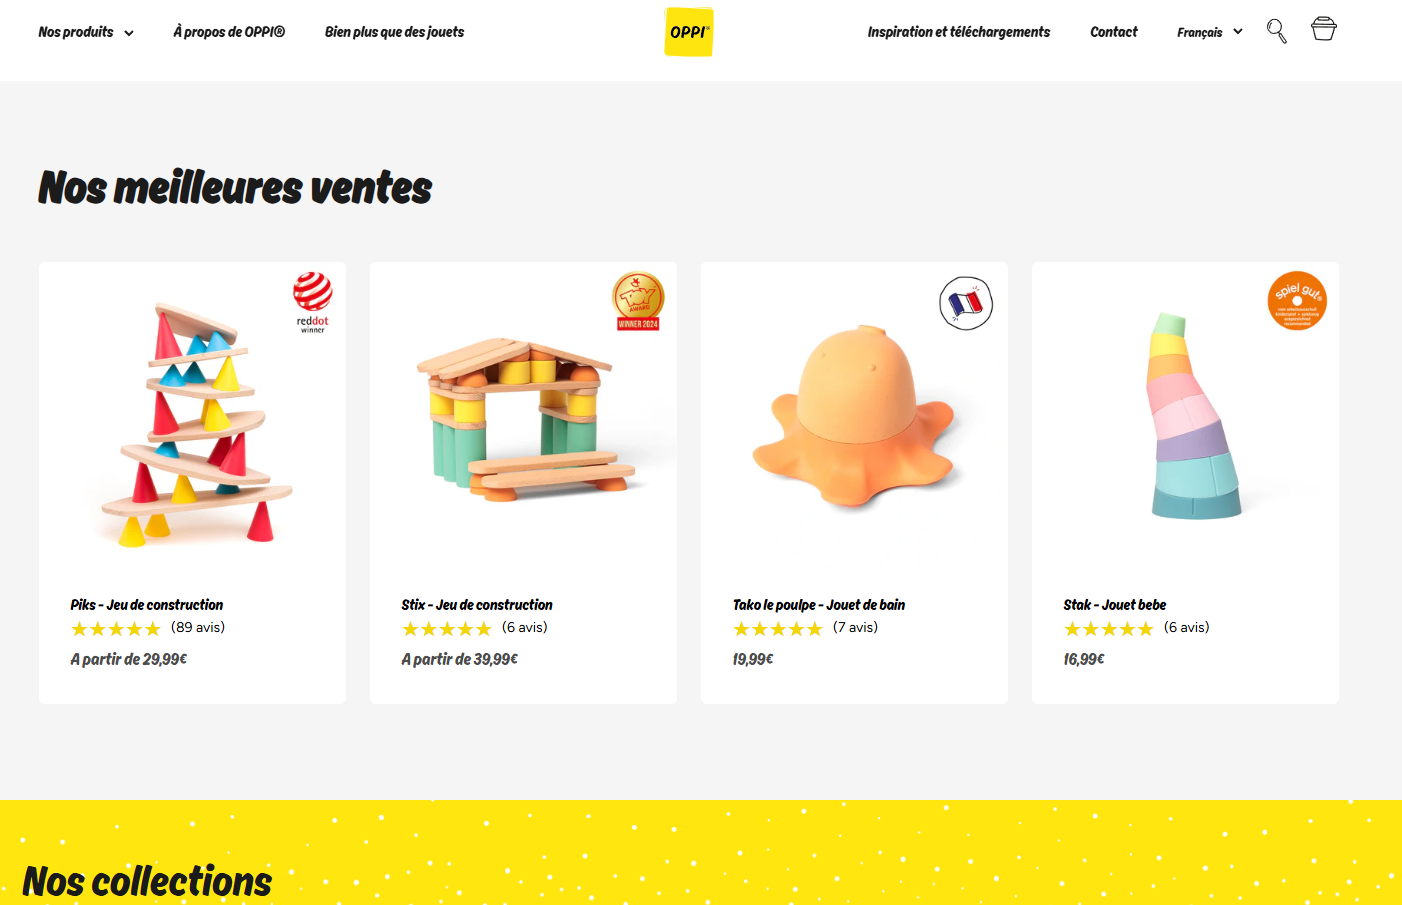 Nos produits
À propos de OPPI®
Bien plus que des jouets
OPPI®
Inspiration et téléchargements
Contact
Français
Nos meilleures ventes
reddot
winner
TOY
AWARD
WINNER 2024
spiel gut®
Piks - Jeu de construction
(89 avis)
A partir de 29,99€
Stix - Jeu de construction
(6 avis)
A partir de 39,99€
Tako le poulpe - Jouet de bain
(7 avis)
19,99€
Stak - Jouet bebe
(6 avis)
16,99€
Nos collections